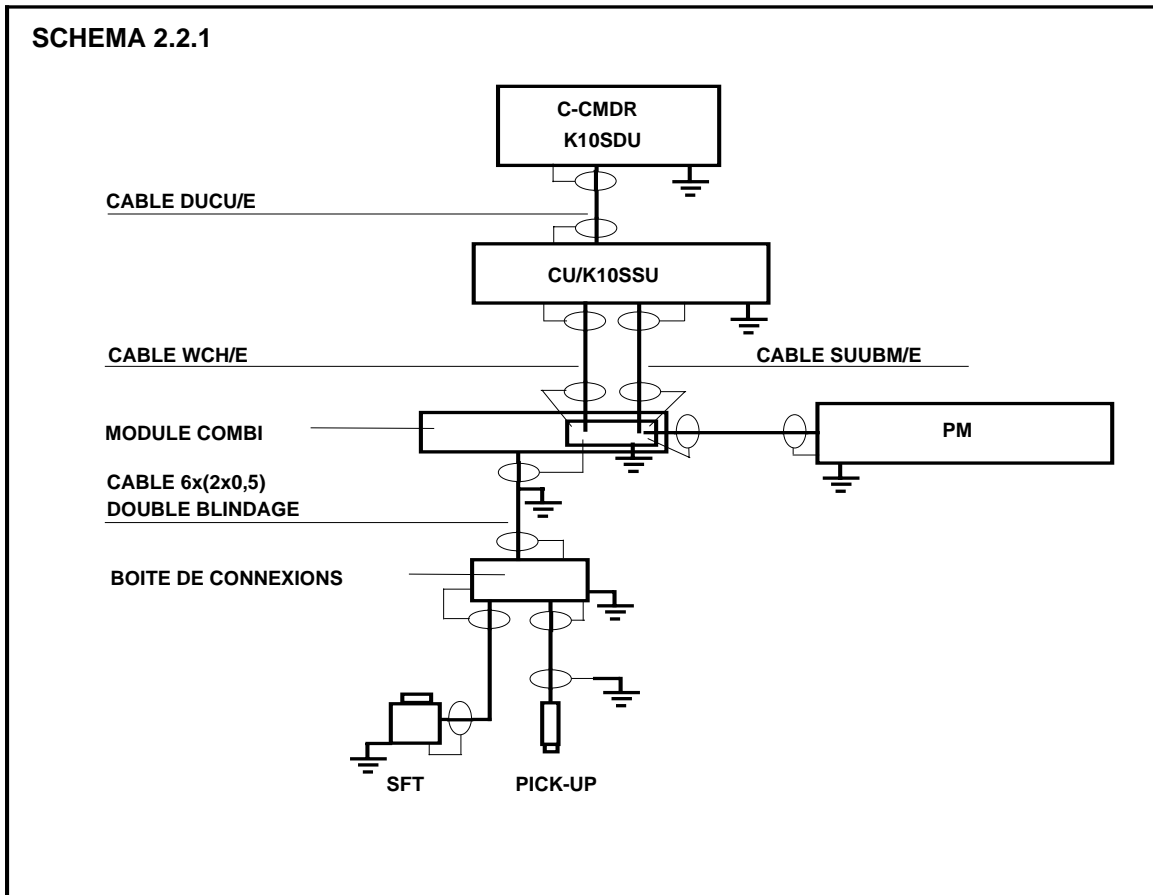 SCHEMA 2.2.1
C-CMDR
K10SDU
CABLE DUCU/E
CU/K10SSU
CABLE WCH/E
CABLE SUUBM/E
MODULE COMBI
PM
CABLE 6x(2x0,5)
DOUBLE BLINDAGE
BOITE DE CONNEXIONS
SFT
PICK-UP